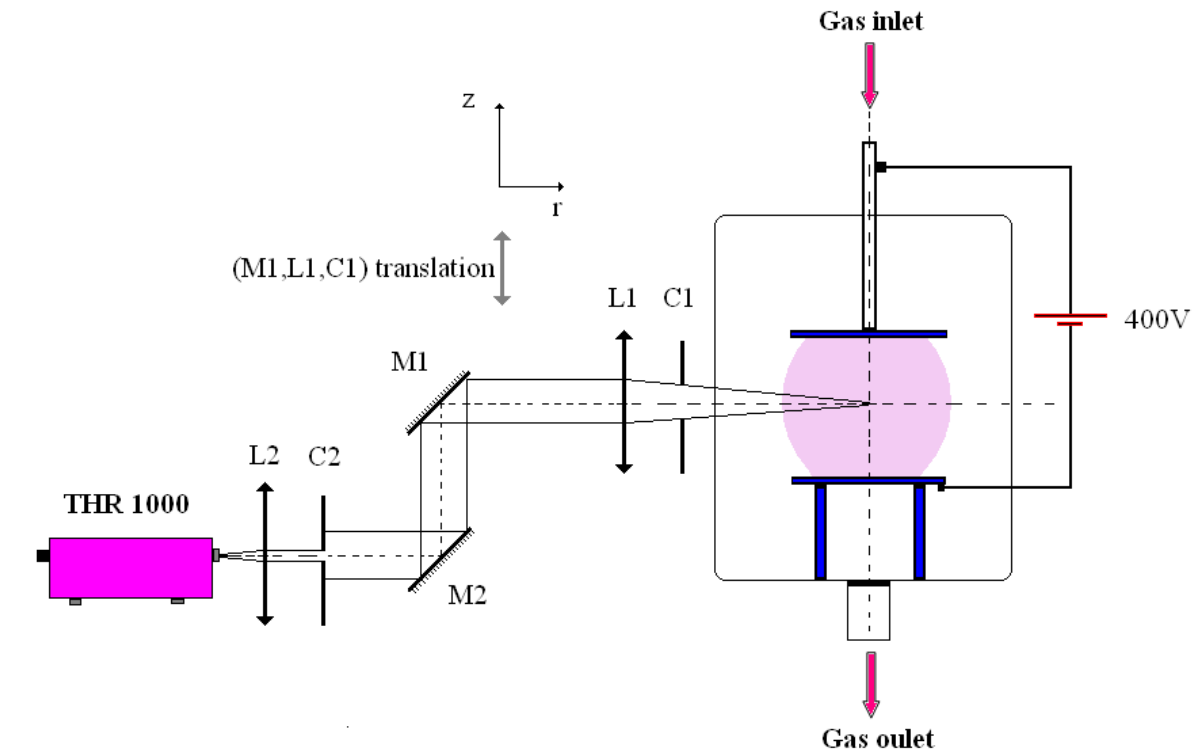 Gas inlet
z
r
(M1,L1,C1) translation
L1 C1
400V
M1
L2 C2
THR 1000
M2
Gas oulet